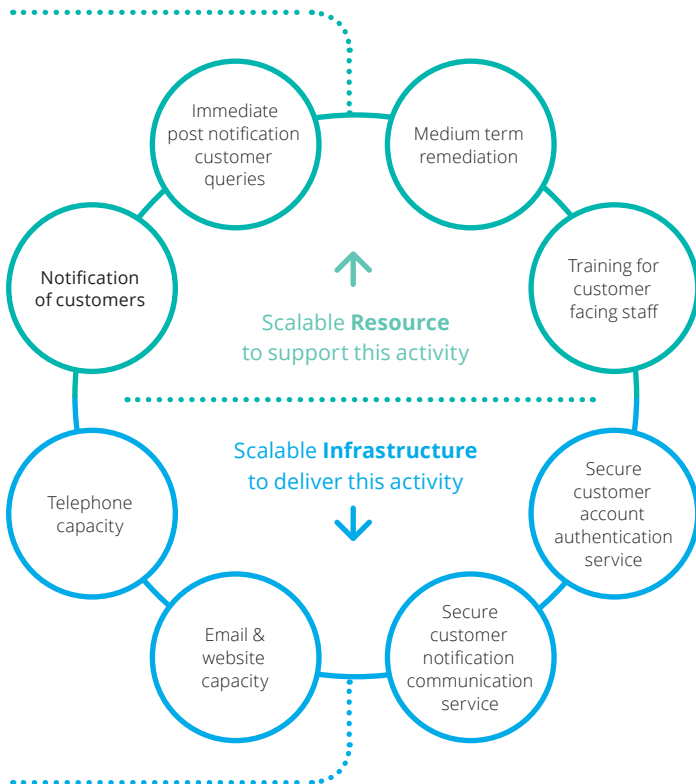 Immediate
post notification
customer
queries
Medium term
remediation
Notification
of customers
Training for
customer
facing staff
Scalable Resource
to support this activity
Scalable Infrastructure
to deliver this activity
Telephone
capacity
Secure
customer
account
authentication
service
Email &
website
capacity
Secure
customer
notification
communication
service